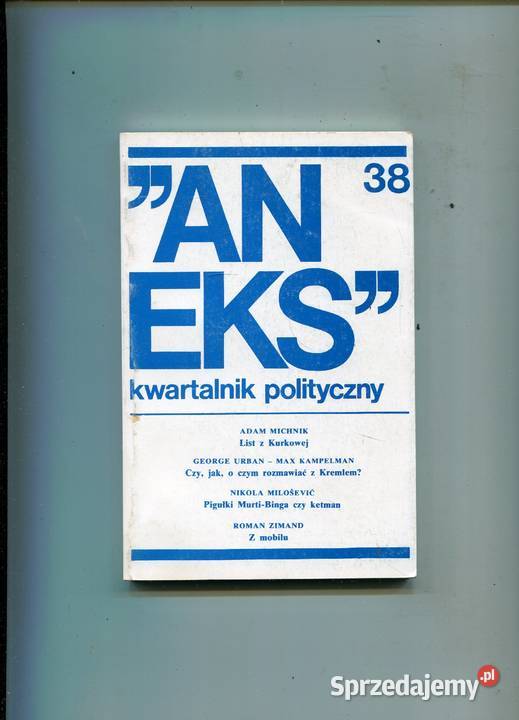 38
"AN
EKS"
kwartalnik polityczny
ADAM MICHNIK
List z Kurkowej
GEORGE URBAN – MAX KAMPELMAN
Czy, jak, o czym rozmawiać z Kremlem?
NIKOLA MILOŠEVIĆ
Pigułki Murti-Binga czy ketman
ROMAN ZIMAND
Z mobilu
Sprzedajemy.pl